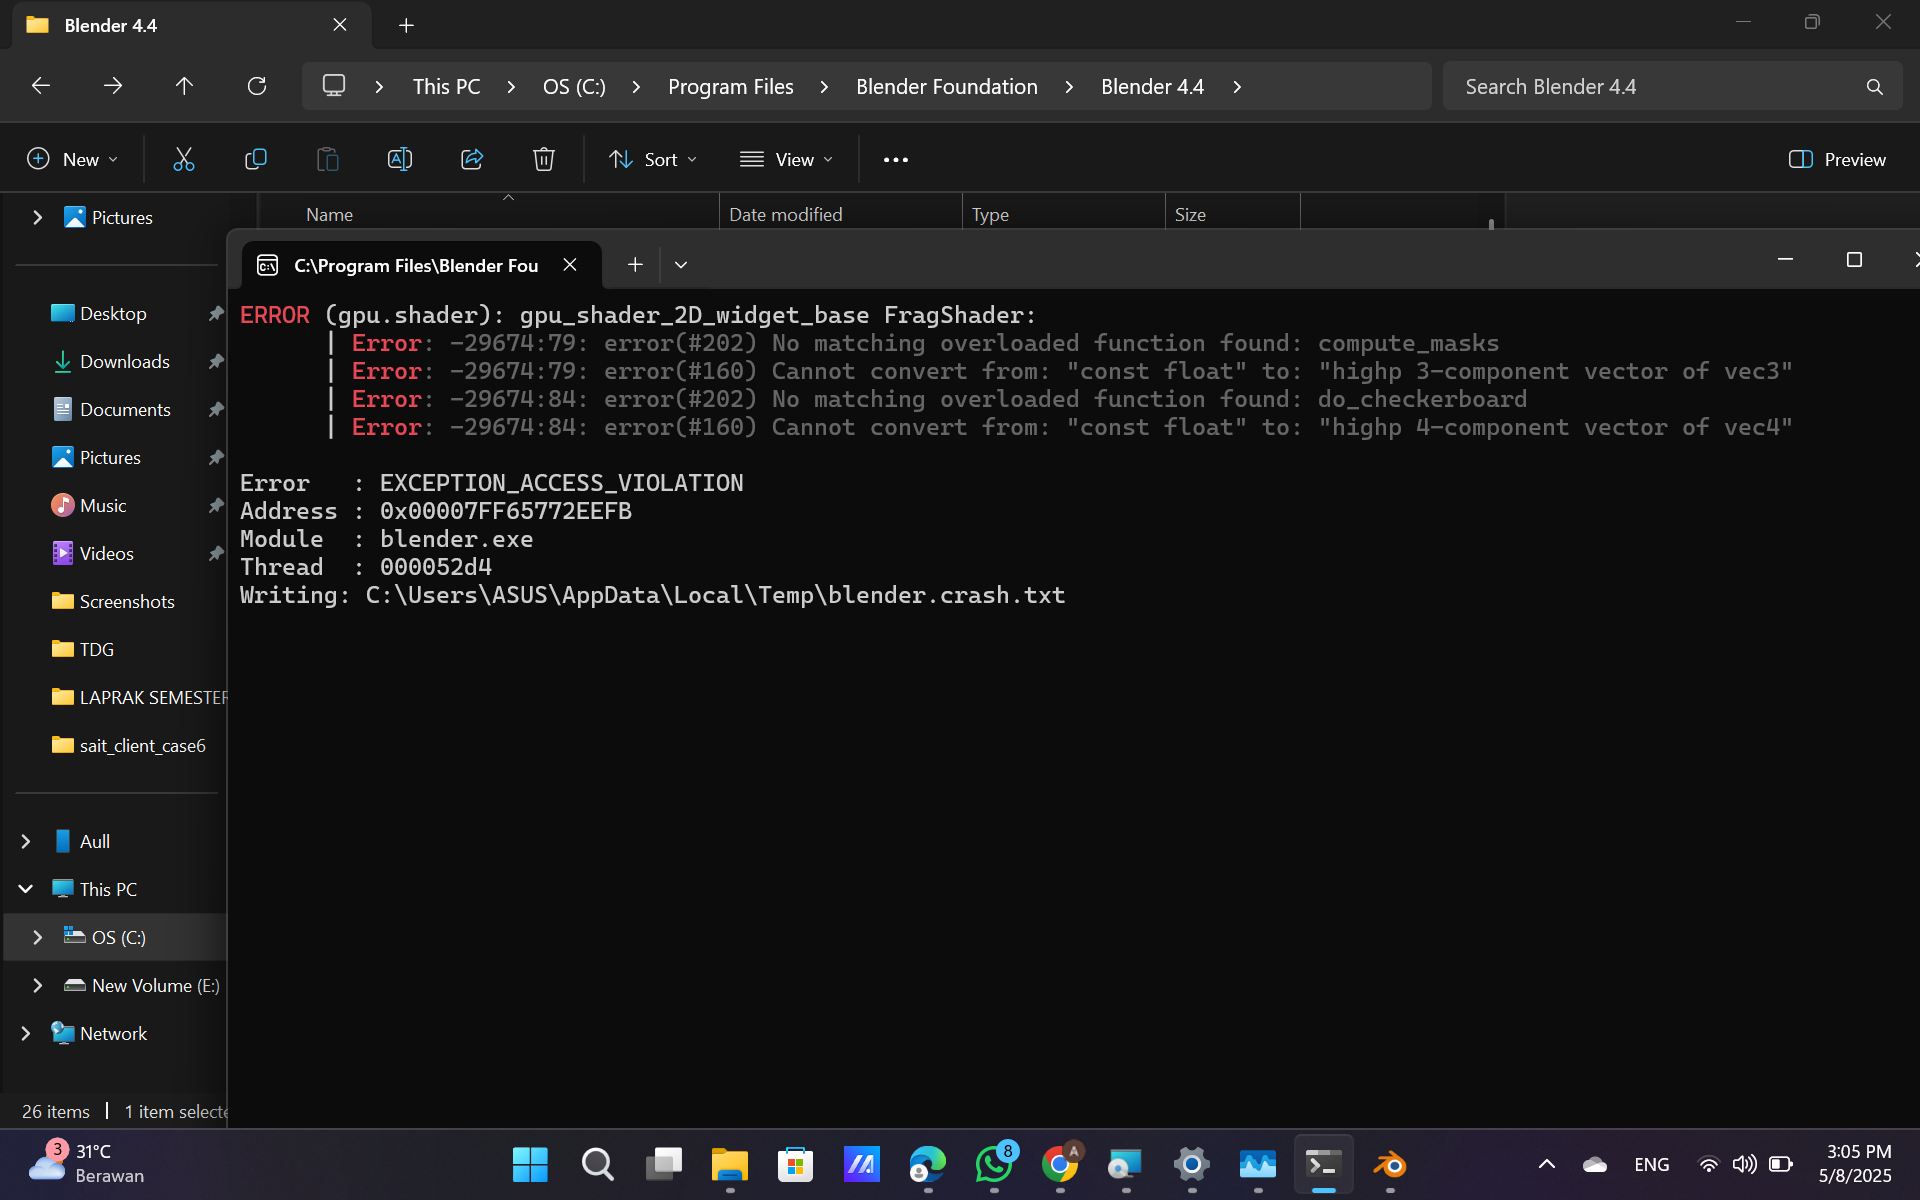 Blender 4.4
This PC
OS (C:)
Program Files
Blender Foundation
Blender 4.4
Search Blender 4.4
New
Sort
View
Preview
Name
Date modified
Type
Size
Pictures
Desktop
Downloads
Documents
Pictures
Music
Videos
Screenshots
TDG
LAPRAK SEMESTER
sait_client_case6
Aull
This PC
OS (C:)
New Volume (E:)
Network
26 items
1 item selecte
C:\Program Files\Blender Fou
ERROR (gpu.shader): gpu_shader_2D_widget_base FragShader:
| Error: -29674:79: error(#202) No matching overloaded function found: compute_masks
| Error: -29674:79: error(#160) Cannot convert from: "const float" to: "highp 3-component vector of vec3"
| Error: -29674:84: error(#202) No matching overloaded function found: do_checkerboard
| Error: -29674:84: error(#160) Cannot convert from: "const float" to: "highp 4-component vector of vec4"
Error   : EXCEPTION_ACCESS_VIOLATION
Address : 0x00007FF65772EEFB
Module  : blender.exe
Thread  : 000052d4
Writing: C:\Users\ASUS\AppData\Local\Temp\blender.crash.txt
3
31°C
Berawan
8
A
ENG
3:05 PM
5/8/2025